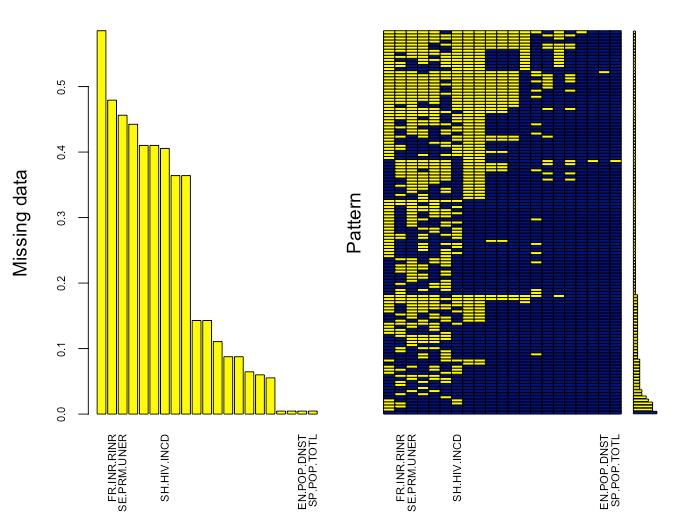 Missing data
0.0
0.1
0.2
0.3
0.4
0.5
FR.INR.RINR
SE.PRM.UNER
SH.HIV.INCD
EN.POP.DNST
SP.POP.TOTL
Pattern
FR.INR.RINR
SE.PRM.UNER
SH.HIV.INCD
EN.POP.DNST
SP.POP.TOTL